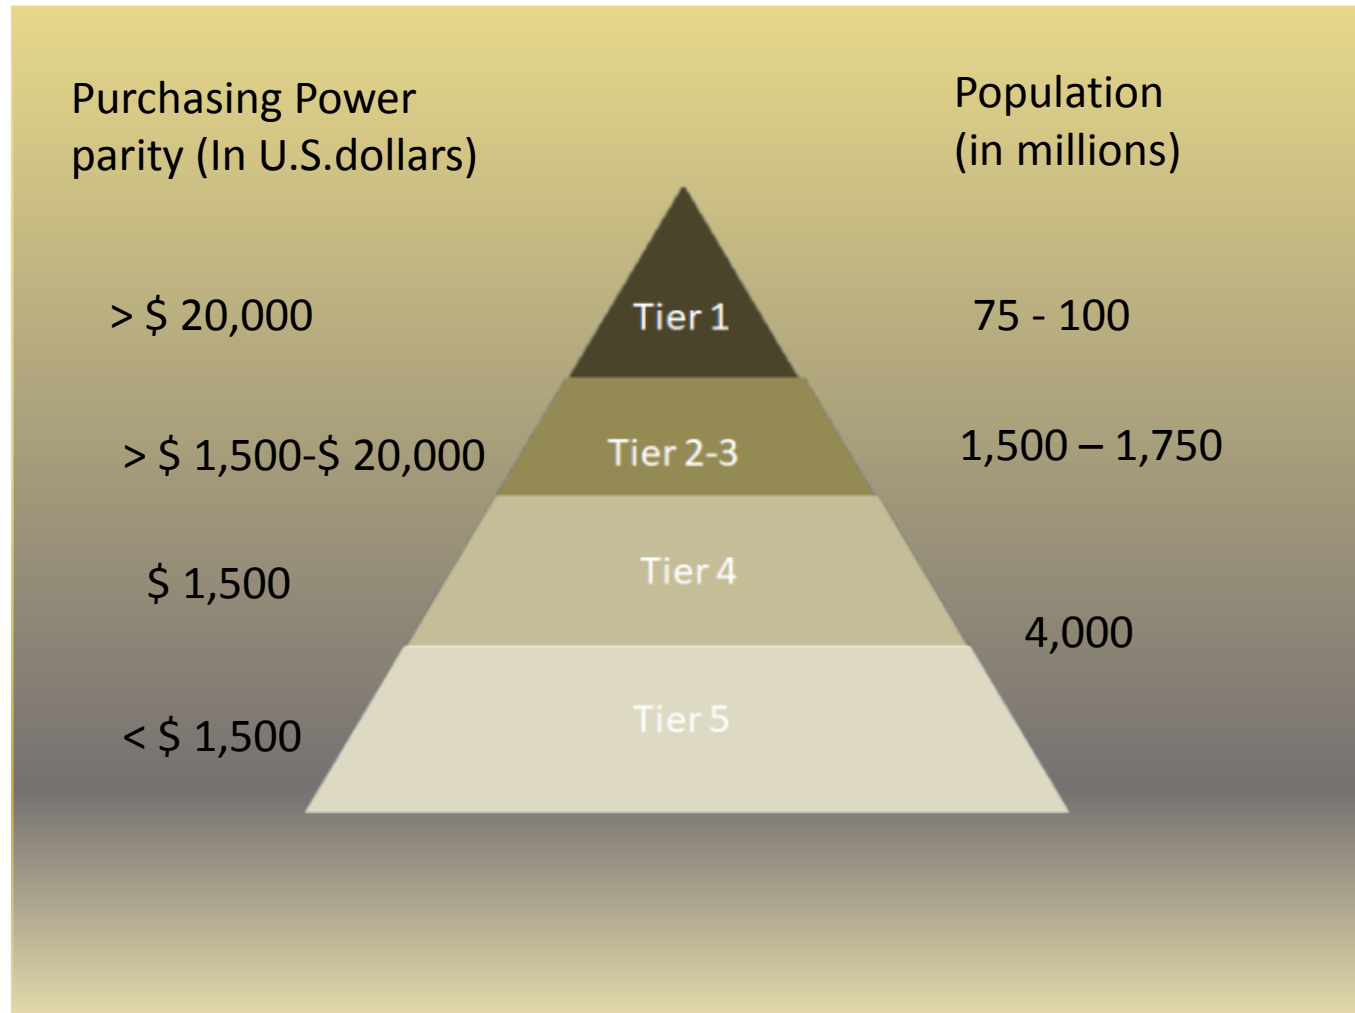 Purchasing Power
parity (In U.S.dollars)
Population
(in millions)
> $ 20,000
Tier 1
75 - 100
> $ 1,500-$ 20,000
Tier 2-3
1,500 – 1,750
$ 1,500
Tier 4
4,000
< $ 1,500
Tier 5